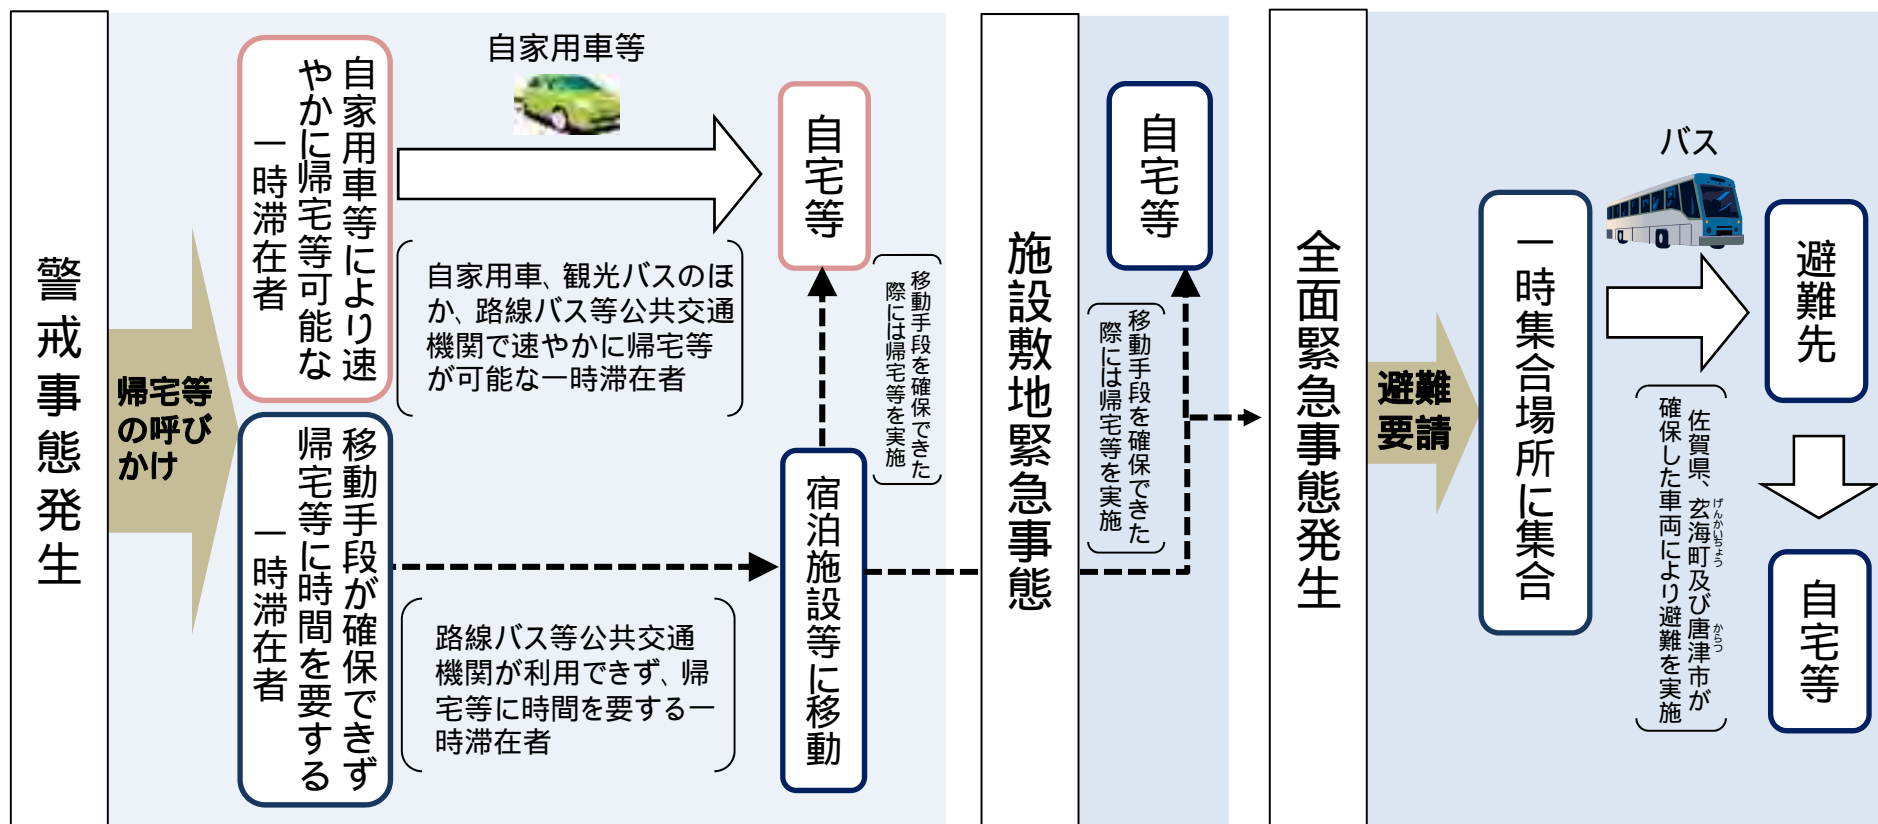 警戒事態発生
帰宅等
の呼び
かけ
自家用車等により速
やかに帰宅等可能な
一時滞在者
移動手段が確保できず
帰宅等に時間を要する
一時滞在者
自家用車等
自家用車、観光バスのほ
か、路線バス等公共交通
機関で速やかに帰宅等
が可能な一時滞在者
路線バス等公共交通
機関が利用できず、帰
宅等に時間を要する一
時滞在者
自宅等
移動手段を確保できた
際には帰宅等を実施
宿泊施設等に移動
施設敷地緊急事態
自宅等
移動手段を確保できた
際には帰宅等を実施
全面緊急事態発生
避難
要請
一時集合場所に集合
バス
佐賀県、玄海町及び唐津市が
げんかいちょう
からつ
確保した車両により避難を実施
避難先
自宅等